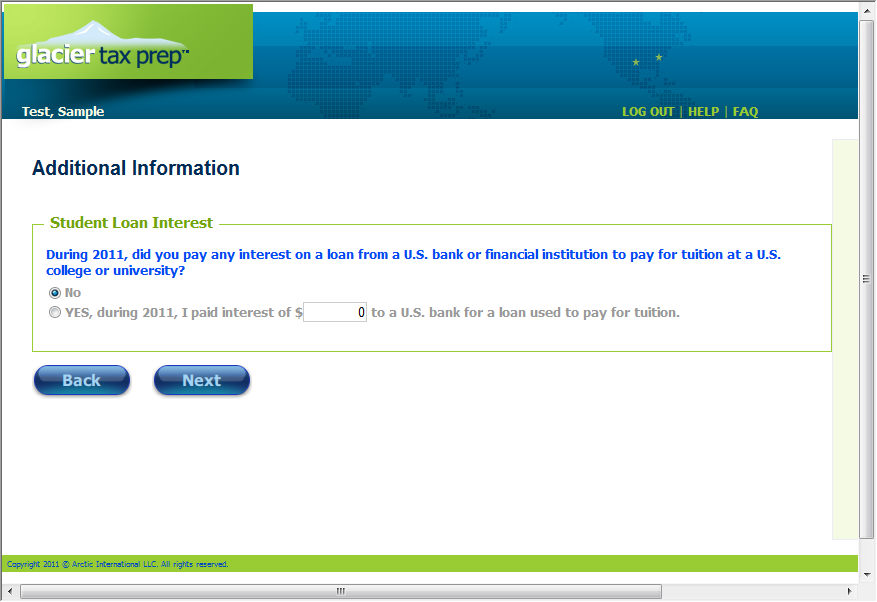 glacier tax prep™
Test, Sample
LOG OUT | HELP | FAQ
Additional Information
Student Loan Interest
During 2011, did you pay any interest on a loan from a U.S. bank or financial institution to pay for tuition at a U.S.
college or university?
No
YES, during 2011, I paid interest of $ 0 to a U.S. bank for a loan used to pay for tuition.
Back Next
Copyright 2011 © Arctic International LLC. All rights reserved.